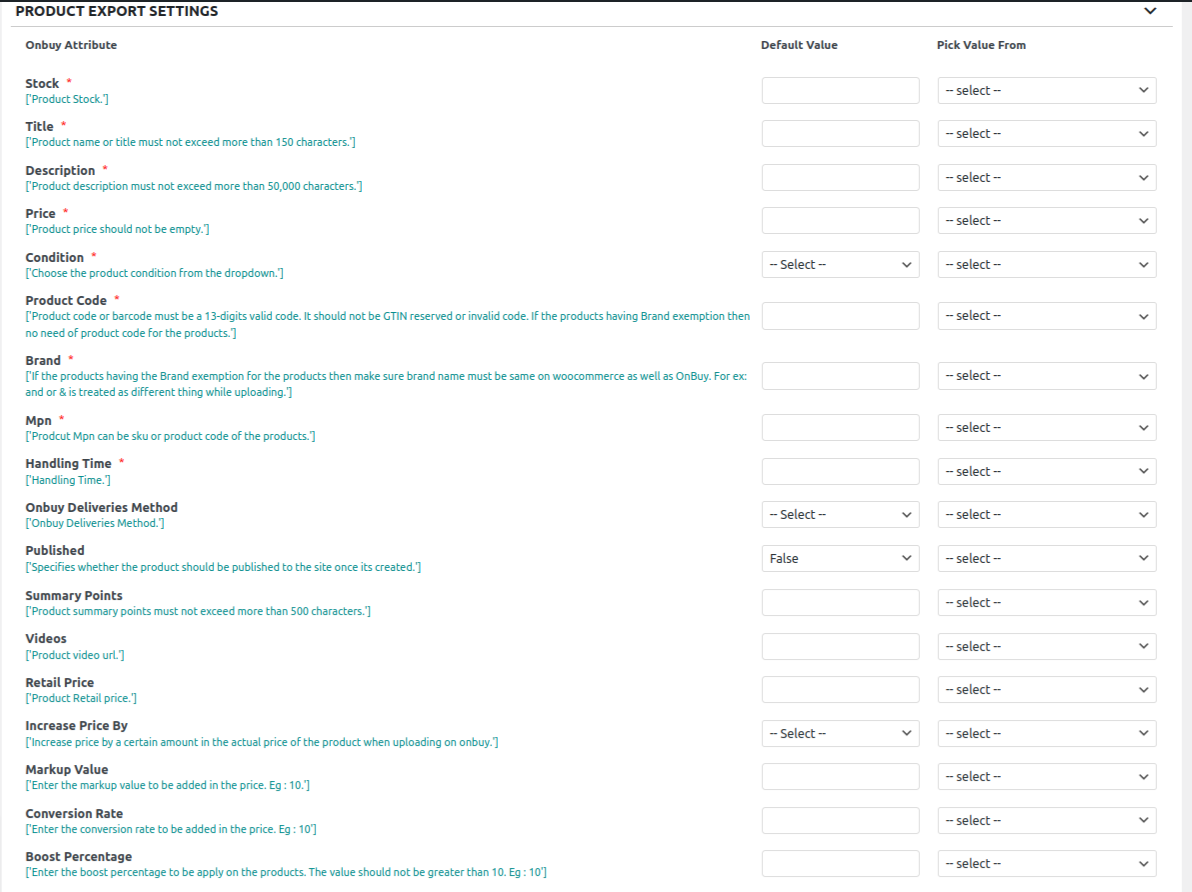 PRODUCT EXPORT SETTINGS
Onbuy Attribute Default Value Pick Value From
Stock *
['Product Stock.']
-- select --
Title *
['Product name or title must not exceed more than 150 characters.']
-- select --
Description *
['Product description must not exceed more than 50,000 characters.']
-- select --
Price *
['Product price should not be empty.']
-- select --
Condition *
['Choose the product condition from the dropdown.']
-- Select -- -- select --
Product Code *
['Product code or barcode must be a 13-digits valid code. It should not be GTIN reserved or invalid code. If the products having Brand exemption then
no need of product code for the products.']
-- select --
Brand *
['If the products having the Brand exemption for the products then make sure brand name must be same on woocommerce as well as OnBuy. For ex:
and or & is treated as different thing while uploading.']
-- select --
Mpn *
['Prodcut Mpn can be sku or product code of the products.']
-- select --
Handling Time *
['Handling Time.']
-- select --
Onbuy Deliveries Method
['Onbuy Deliveries Method.']
-- Select -- -- select --
Published
['Specifies whether the product should be published to the site once its created.']
False -- select --
Summary Points
['Product summary points must not exceed more than 500 characters.']
-- select --
Videos
['Product video url.']
-- select --
Retail Price
['Product Retail price.']
-- select --
Increase Price By
['Increase price by a certain amount in the actual price of the product when uploading on onbuy.']
-- Select -- -- select --
Markup Value
['Enter the markup value to be added in the price. Eg : 10.']
-- select --
Conversion Rate
['Enter the conversion rate to be added in the price. Eg : 10']
-- select --
Boost Percentage
['Enter the boost percentage to be apply on the products. The value should not be greater than 10. Eg : 10']
-- select --